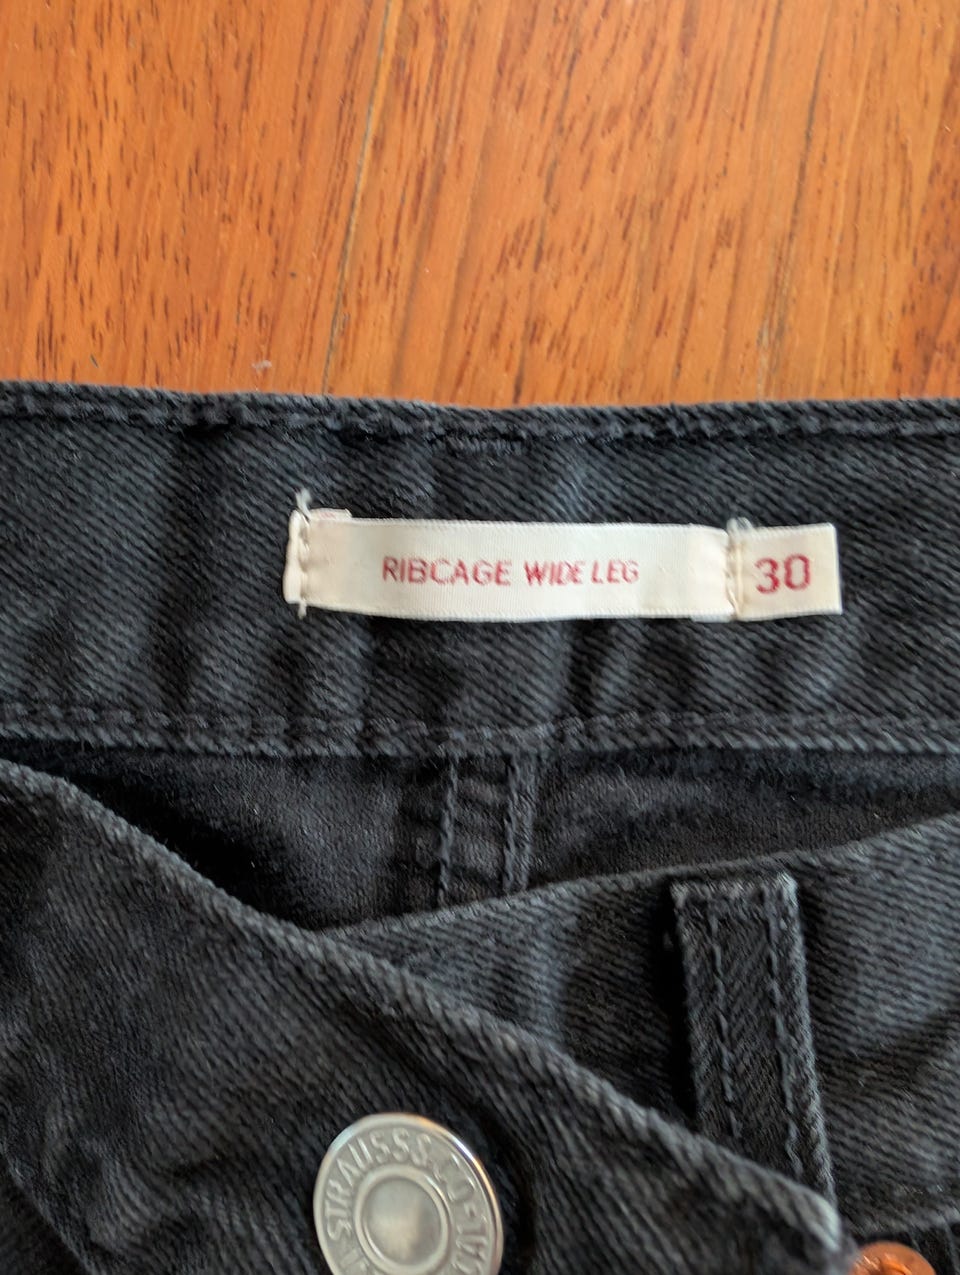 RIBCAGE WIDE LEG 30
STRAUSS & CO